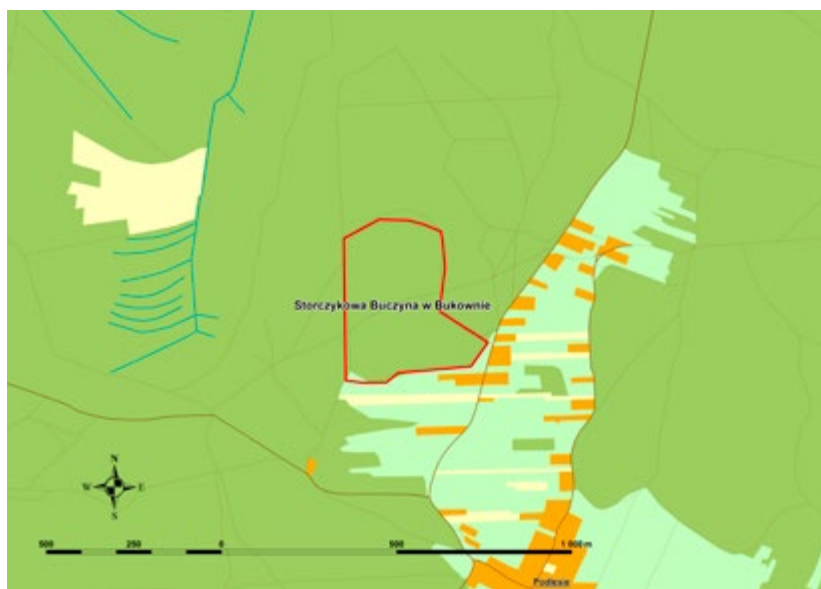 Storczykowa Buczyna w Bukownie
N
W E
S
500 250 0 500 1 000 m
Podlesie